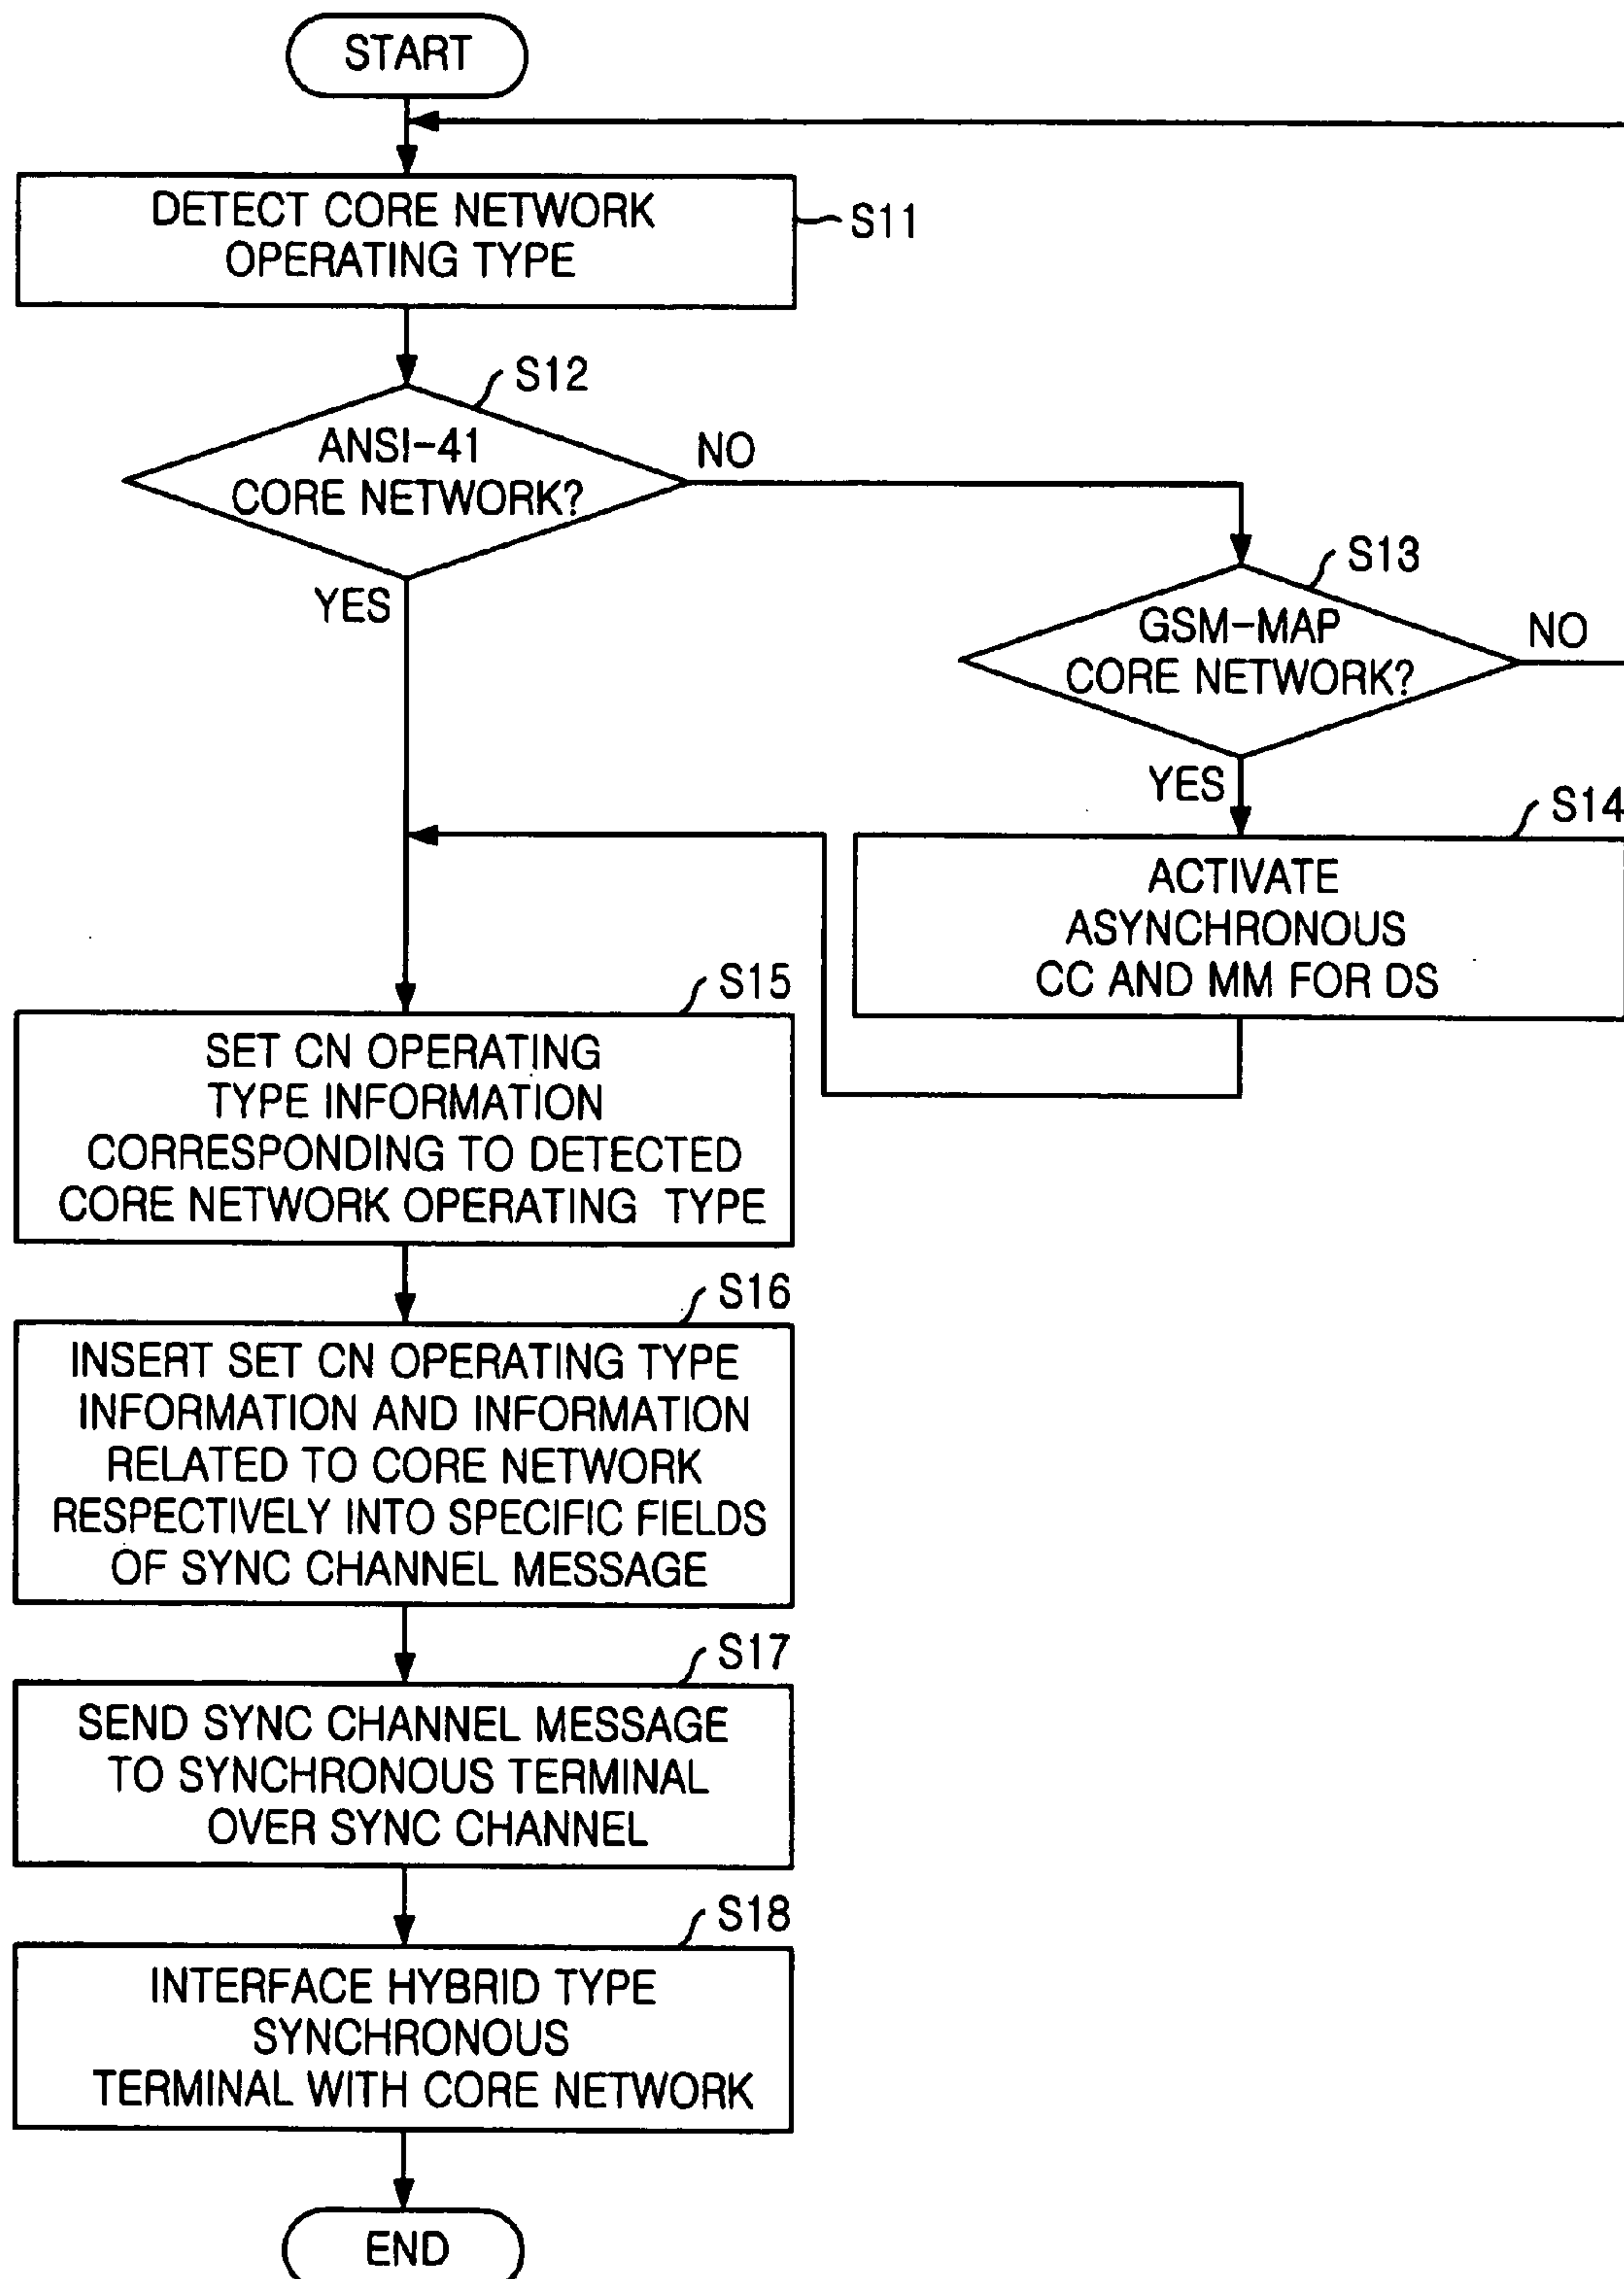 START
DETECT CORE NETWORK
OPERATING TYPE
S11
S12
ANSI-41
CORE NETWORK?
NO
YES
S13
GSM-MAP
CORE NETWORK?
NO
YES
S14
ACTIVATE
ASYNCHRONOUS
CC AND MM FOR DS
S15
SET CN OPERATING
TYPE INFORMATION
CORRESPONDING TO DETECTED
CORE NETWORK OPERATING TYPE
S16
INSERT SET CN OPERATING TYPE
INFORMATION AND INFORMATION
RELATED TO CORE NETWORK
RESPECTIVELY INTO SPECIFIC FIELDS
OF SYNC CHANNEL MESSAGE
S17
SEND SYNC CHANNEL MESSAGE
TO SYNCHRONOUS TERMINAL
OVER SYNC CHANNEL
S18
INTERFACE HYBRID TYPE
SYNCHRONOUS
TERMINAL WITH CORE NETWORK
END